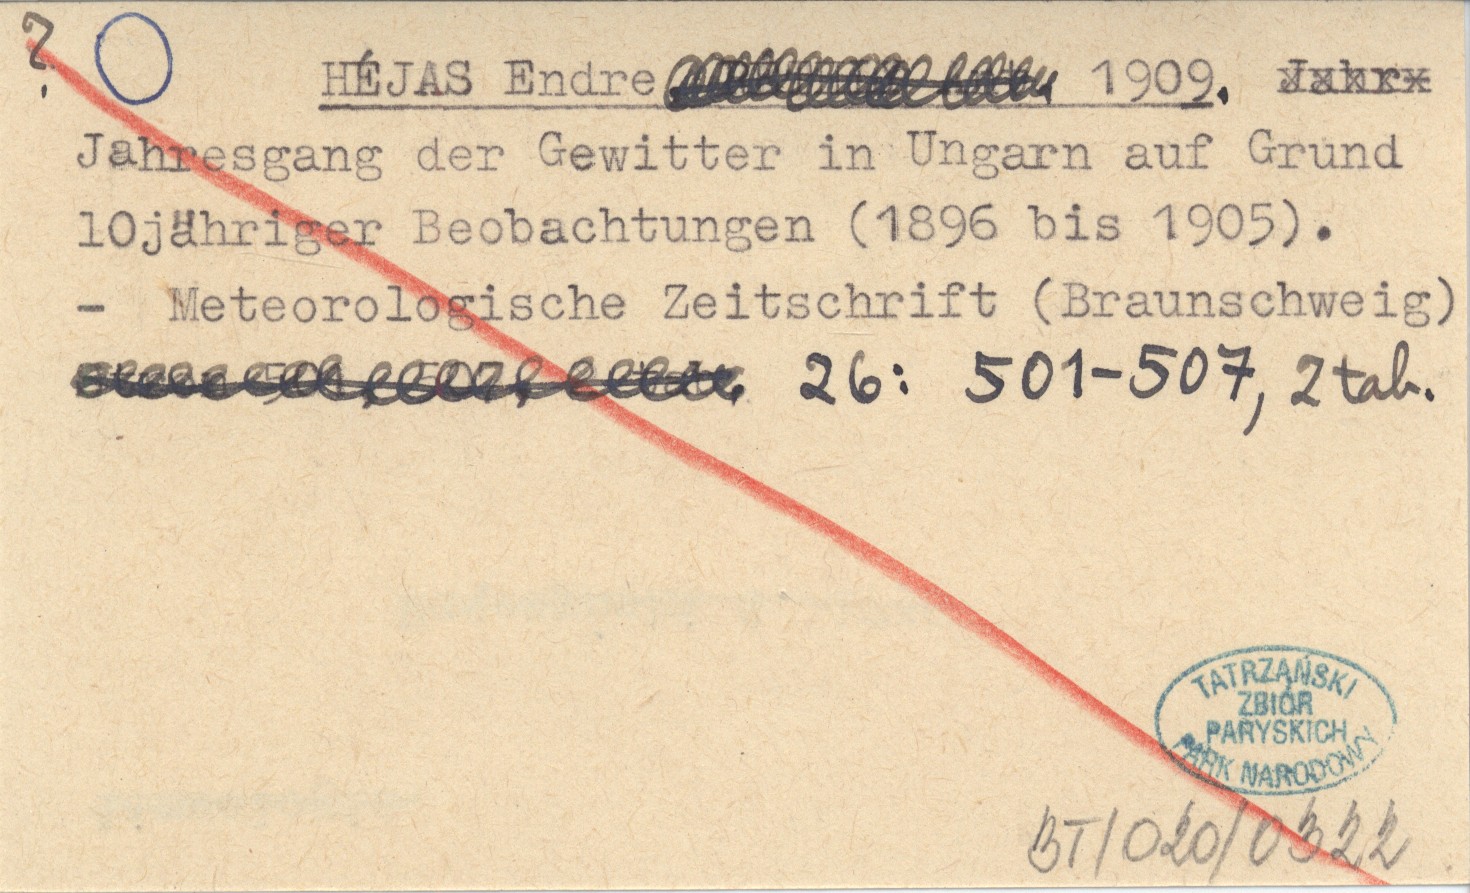 ?
HÉJAS Endre 1909.
Jahresgang der Gewitter in Ungarn auf Grund
10jähriger Beobachtungen (1896 bis 1905).
- Meteorologische Zeitschrift (Braunschweig)
26: 501-507, 2 tab.
TATRZAŃSKI
ZBIÓR
PARYSKICH
PARK NARODOWY
BT/020/0322